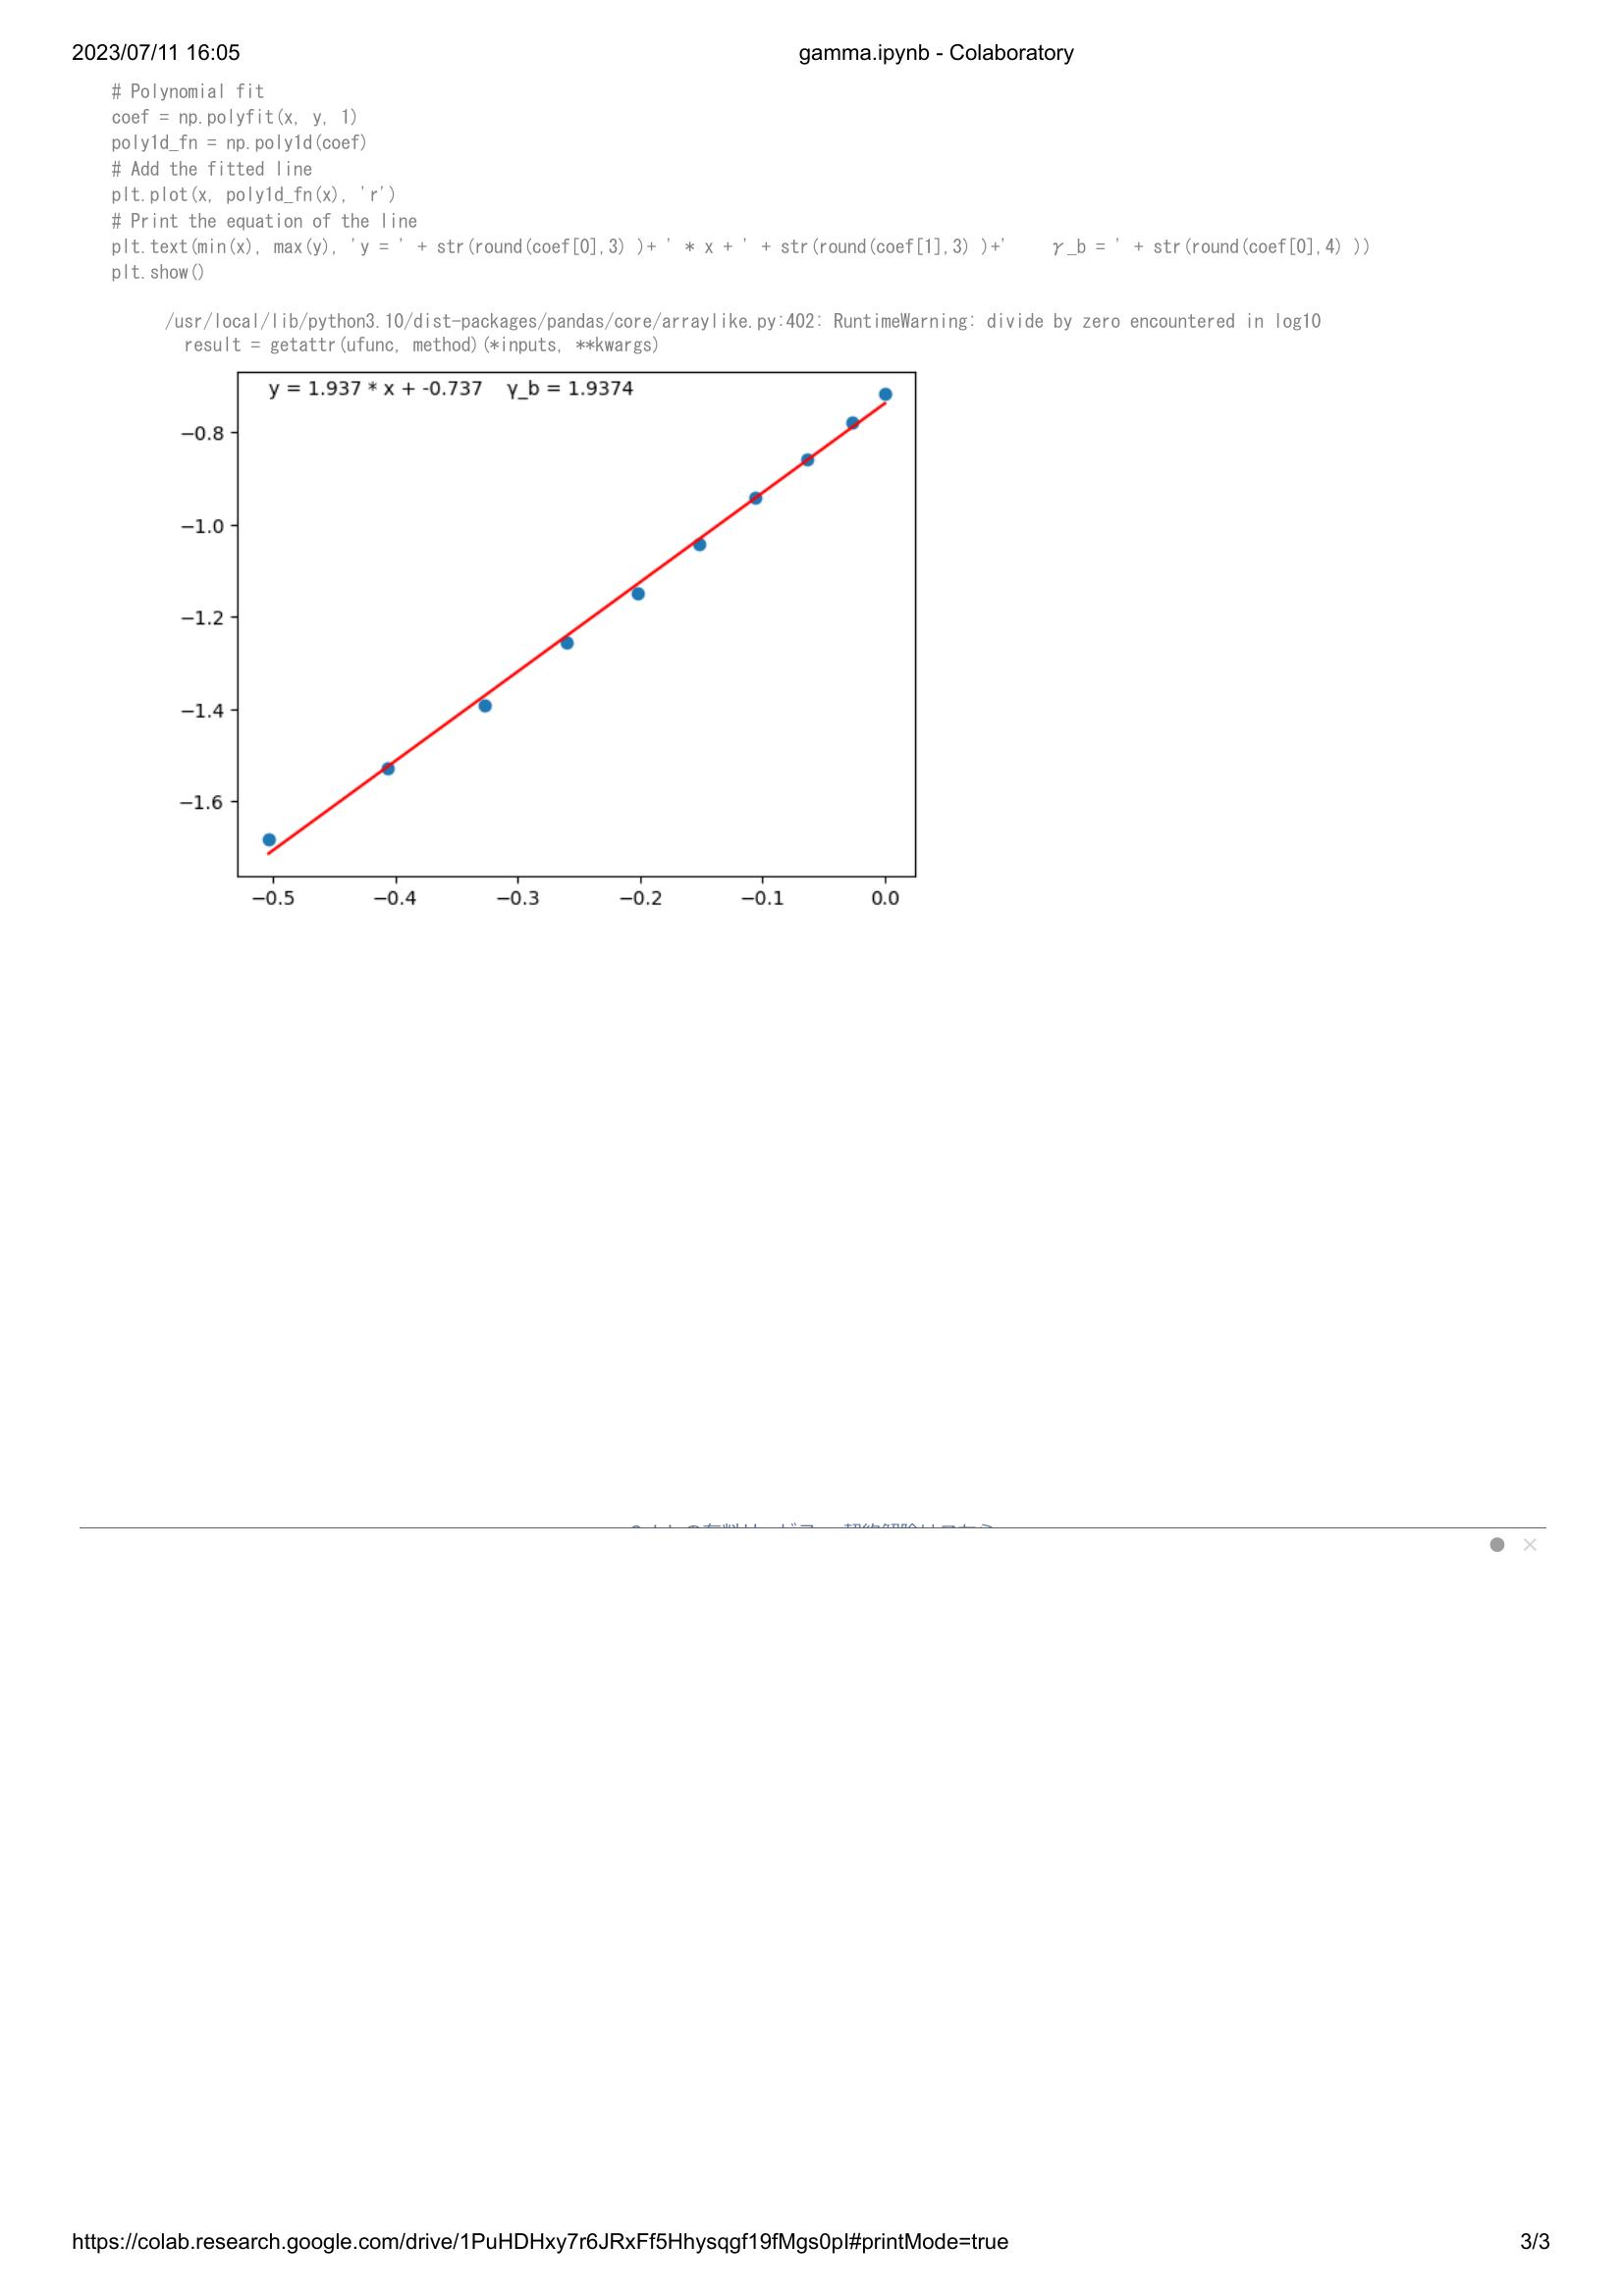 2023/07/11 16:05
gamma.ipynb - Colaboratory
# Polynomial fit
coef = np.polyfit(x, y, 1)
poly1d_fn = np.poly1d(coef)
# Add the fitted line
plt.plot(x, poly1d_fn(x), 'r')
# Print the equation of the line
plt.text(min(x), max(y), 'y = ' + str(round(coef[0],3) )+ ' * x + ' + str(round(coef[1],3) )+'    γ_b = ' + str(round(coef[0],4) ))
plt.show()
/usr/local/lib/python3.10/dist-packages/pandas/core/arraylike.py:402: RuntimeWarning: divide by zero encountered in log10
result = getattr(ufunc, method)(*inputs, **kwargs)
y = 1.937 * x + -0.737    γ_b = 1.9374
−0.8
−1.0
−1.2
−1.4
−1.6
−0.5 −0.4 −0.3 −0.2 −0.1 0.0
https://colab.research.google.com/drive/1PuHDHxy7r6JRxFf5Hhysqgf19fMgs0pI#printMode=true
3/3